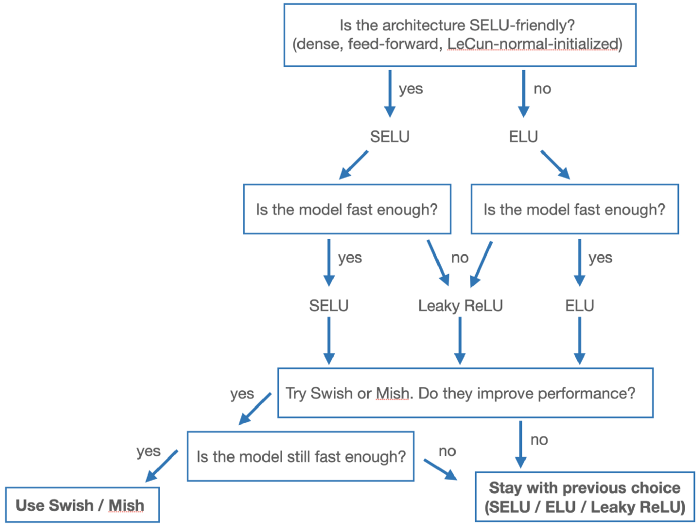 Is the architecture SELU-friendly?
(dense, feed-forward, LeCun-normal-initialized)
yes
no
SELU
ELU
Is the model fast enough?
Is the model fast enough?
yes
no
yes
SELU
Leaky ReLU
ELU
Try Swish or Mish. Do they improve performance?
yes
no
Is the model still fast enough?
yes
no
Use Swish / Mish
Stay with previous choice
(SELU / ELU / Leaky ReLU)